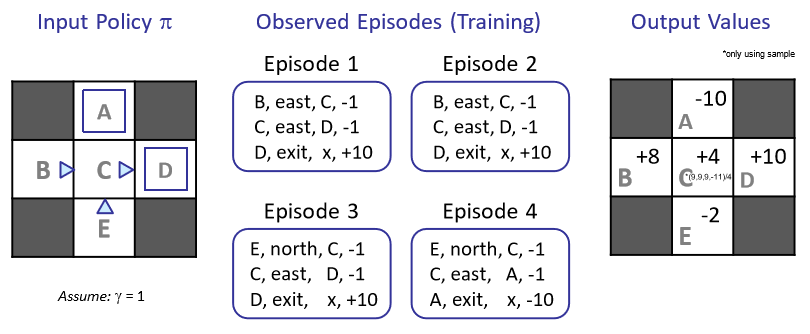 Input Policy π
Observed Episodes (Training)
Output Values
*only using sample
Episode 1
Episode 2
B, east, C, -1
C, east, D, -1
D, exit, x, +10
B, east, C, -1
C, east, D, -1
D, exit, x, +10
Episode 3
Episode 4
E, north, C, -1
C, east, D, -1
D, exit, x, +10
E, north, C, -1
C, east, A, -1
A, exit, x, -10
A
B
C
D
E
Assume: γ = 1
-10
A
+8
B
+4
C
*(9,9,9,-11)/4
+10
D
-2
E